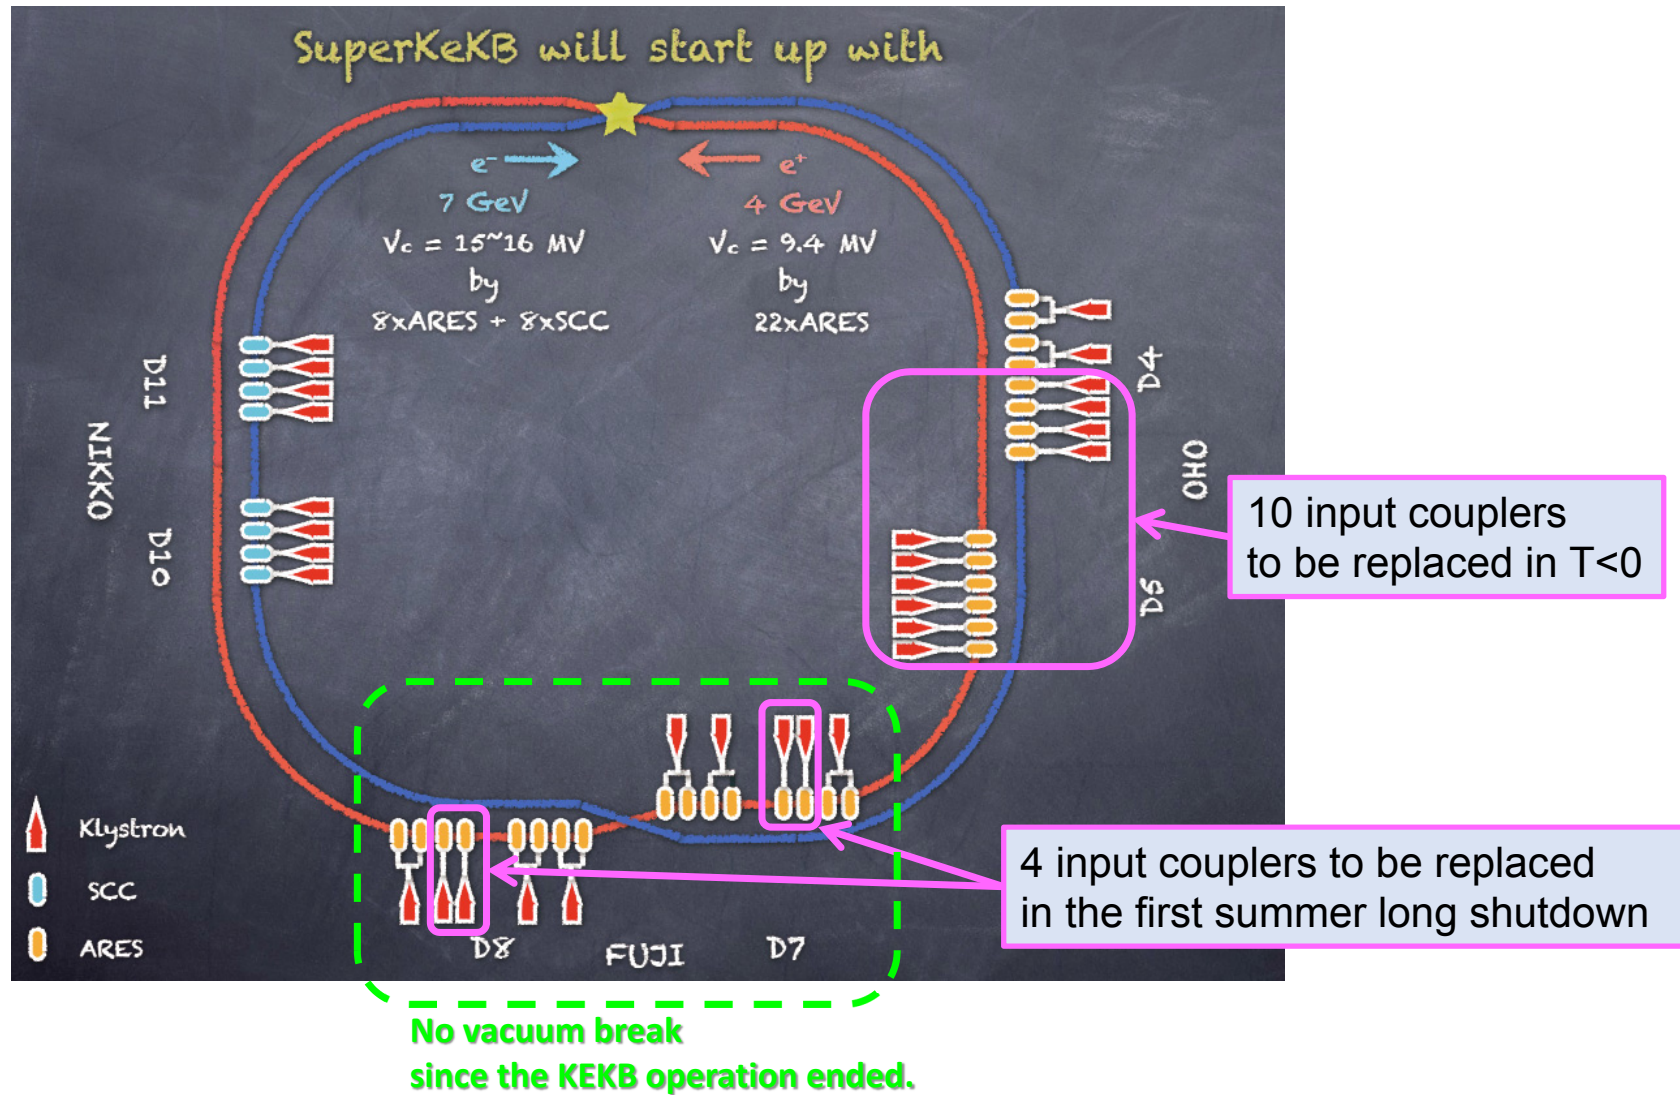 SuperKeKB will start up with
e⁻
e⁺
7 GeV
4 GeV
Vc = 15~16 MV
Vc = 9.4 MV
by
by
8xARES + 8xSCC
22xARES
D11
NIKKO
D10
D4
OHO
D5
10 input couplers
to be replaced in T<0
4 input couplers to be replaced
in the first summer long shutdown
Klystron
SCC
ARES
D8
FUJI
D7
No vacuum break
since the KEKB operation ended.